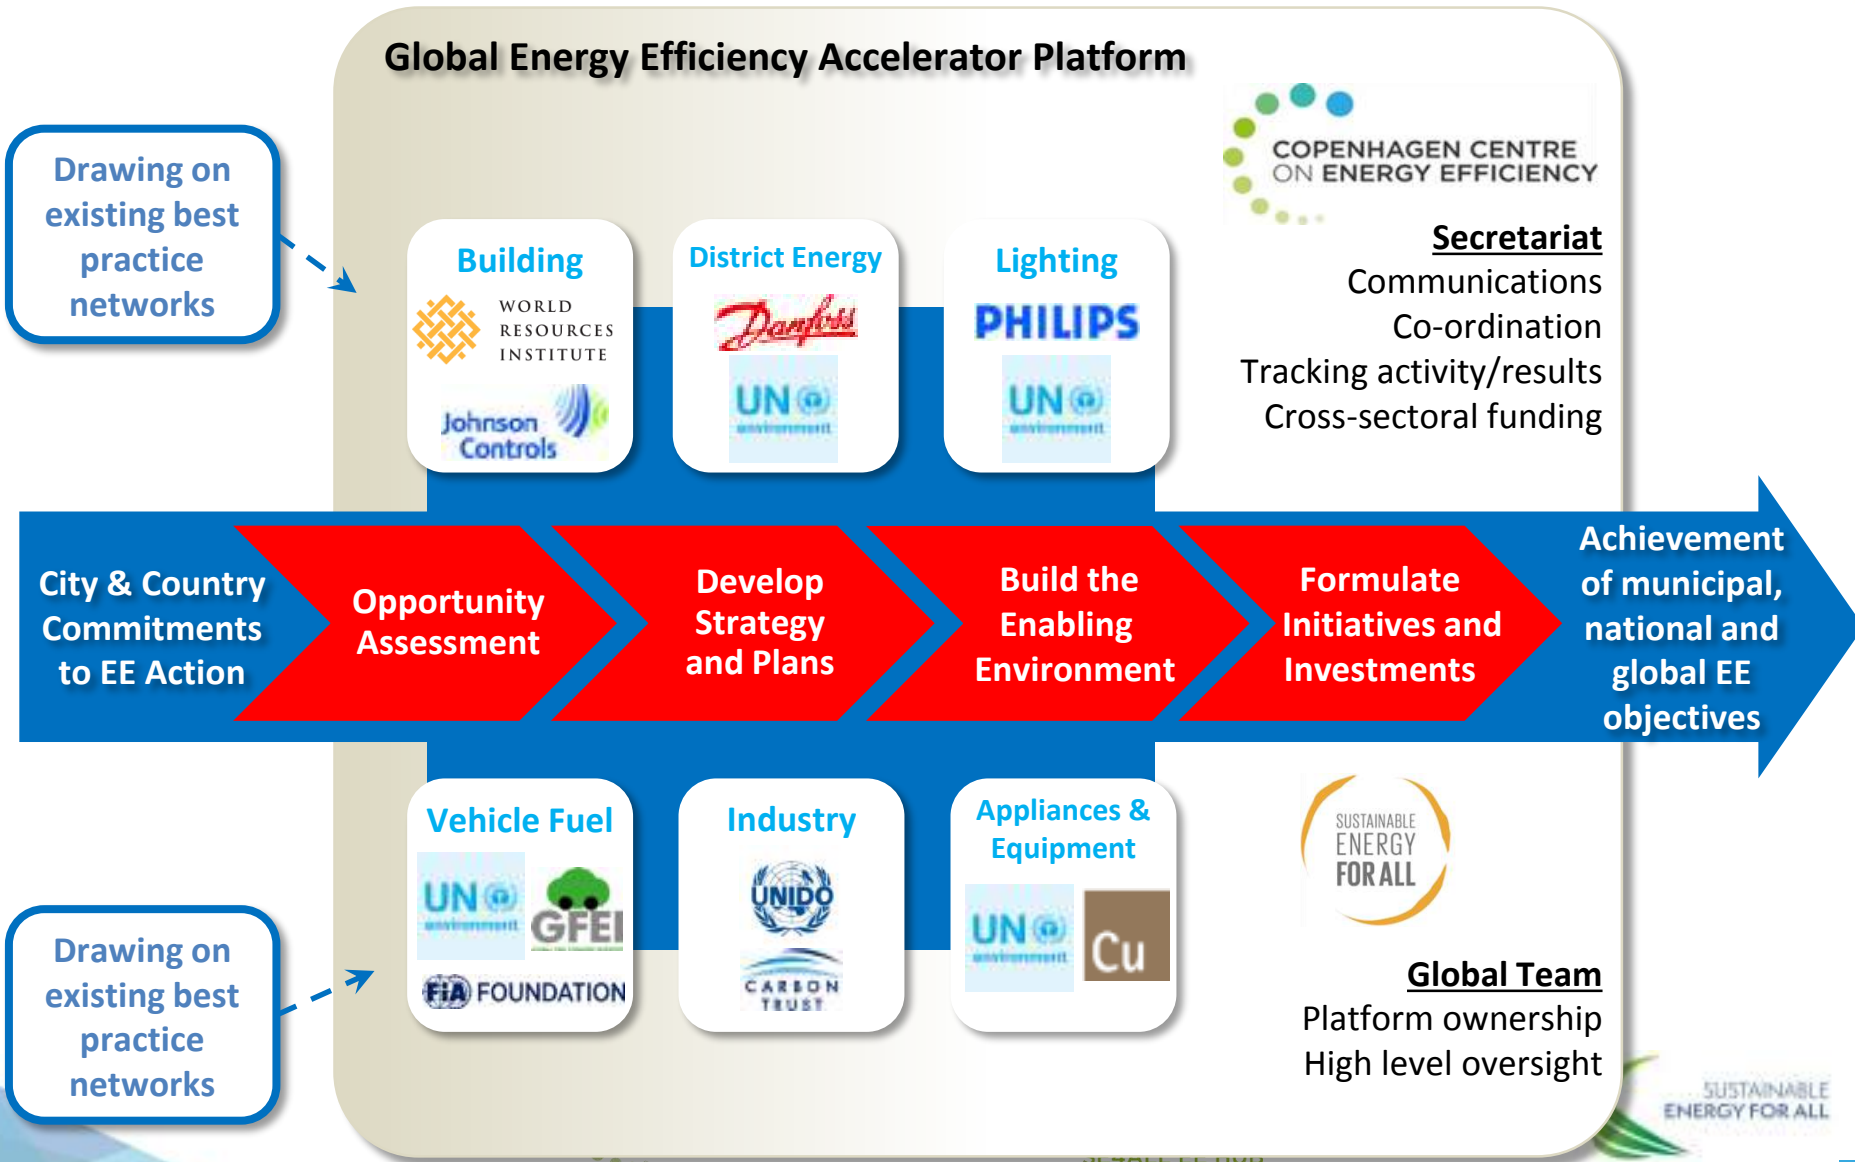 Global Energy Efficiency Accelerator Platform
COPENHAGEN CENTRE
ON ENERGY EFFICIENCY
Drawing on
existing best
practice
networks
Building
WORLD
RESOURCES
INSTITUTE
Johnson
Controls
District Energy
Danfoss
UN
environment
Lighting
PHILIPS
UN
environment
Secretariat
Communications
Co-ordination
Tracking activity/results
Cross-sectoral funding
City & Country
Commitments
to EE Action
Opportunity
Assessment
Develop
Strategy
and Plans
Build the
Enabling
Environment
Formulate
Initiatives and
Investments
Achievement
of municipal,
national and
global EE
objectives
Drawing on
existing best
practice
networks
Vehicle Fuel
UN
environment
GFEI
FiA FOUNDATION
Industry
UNIDO
CARBON
TRUST
Appliances &
Equipment
UN
environment
Cu
SUSTAINABLE
ENERGY
FOR ALL
Global Team
Platform ownership
High level oversight
SUSTAINABLE
ENERGY FOR ALL